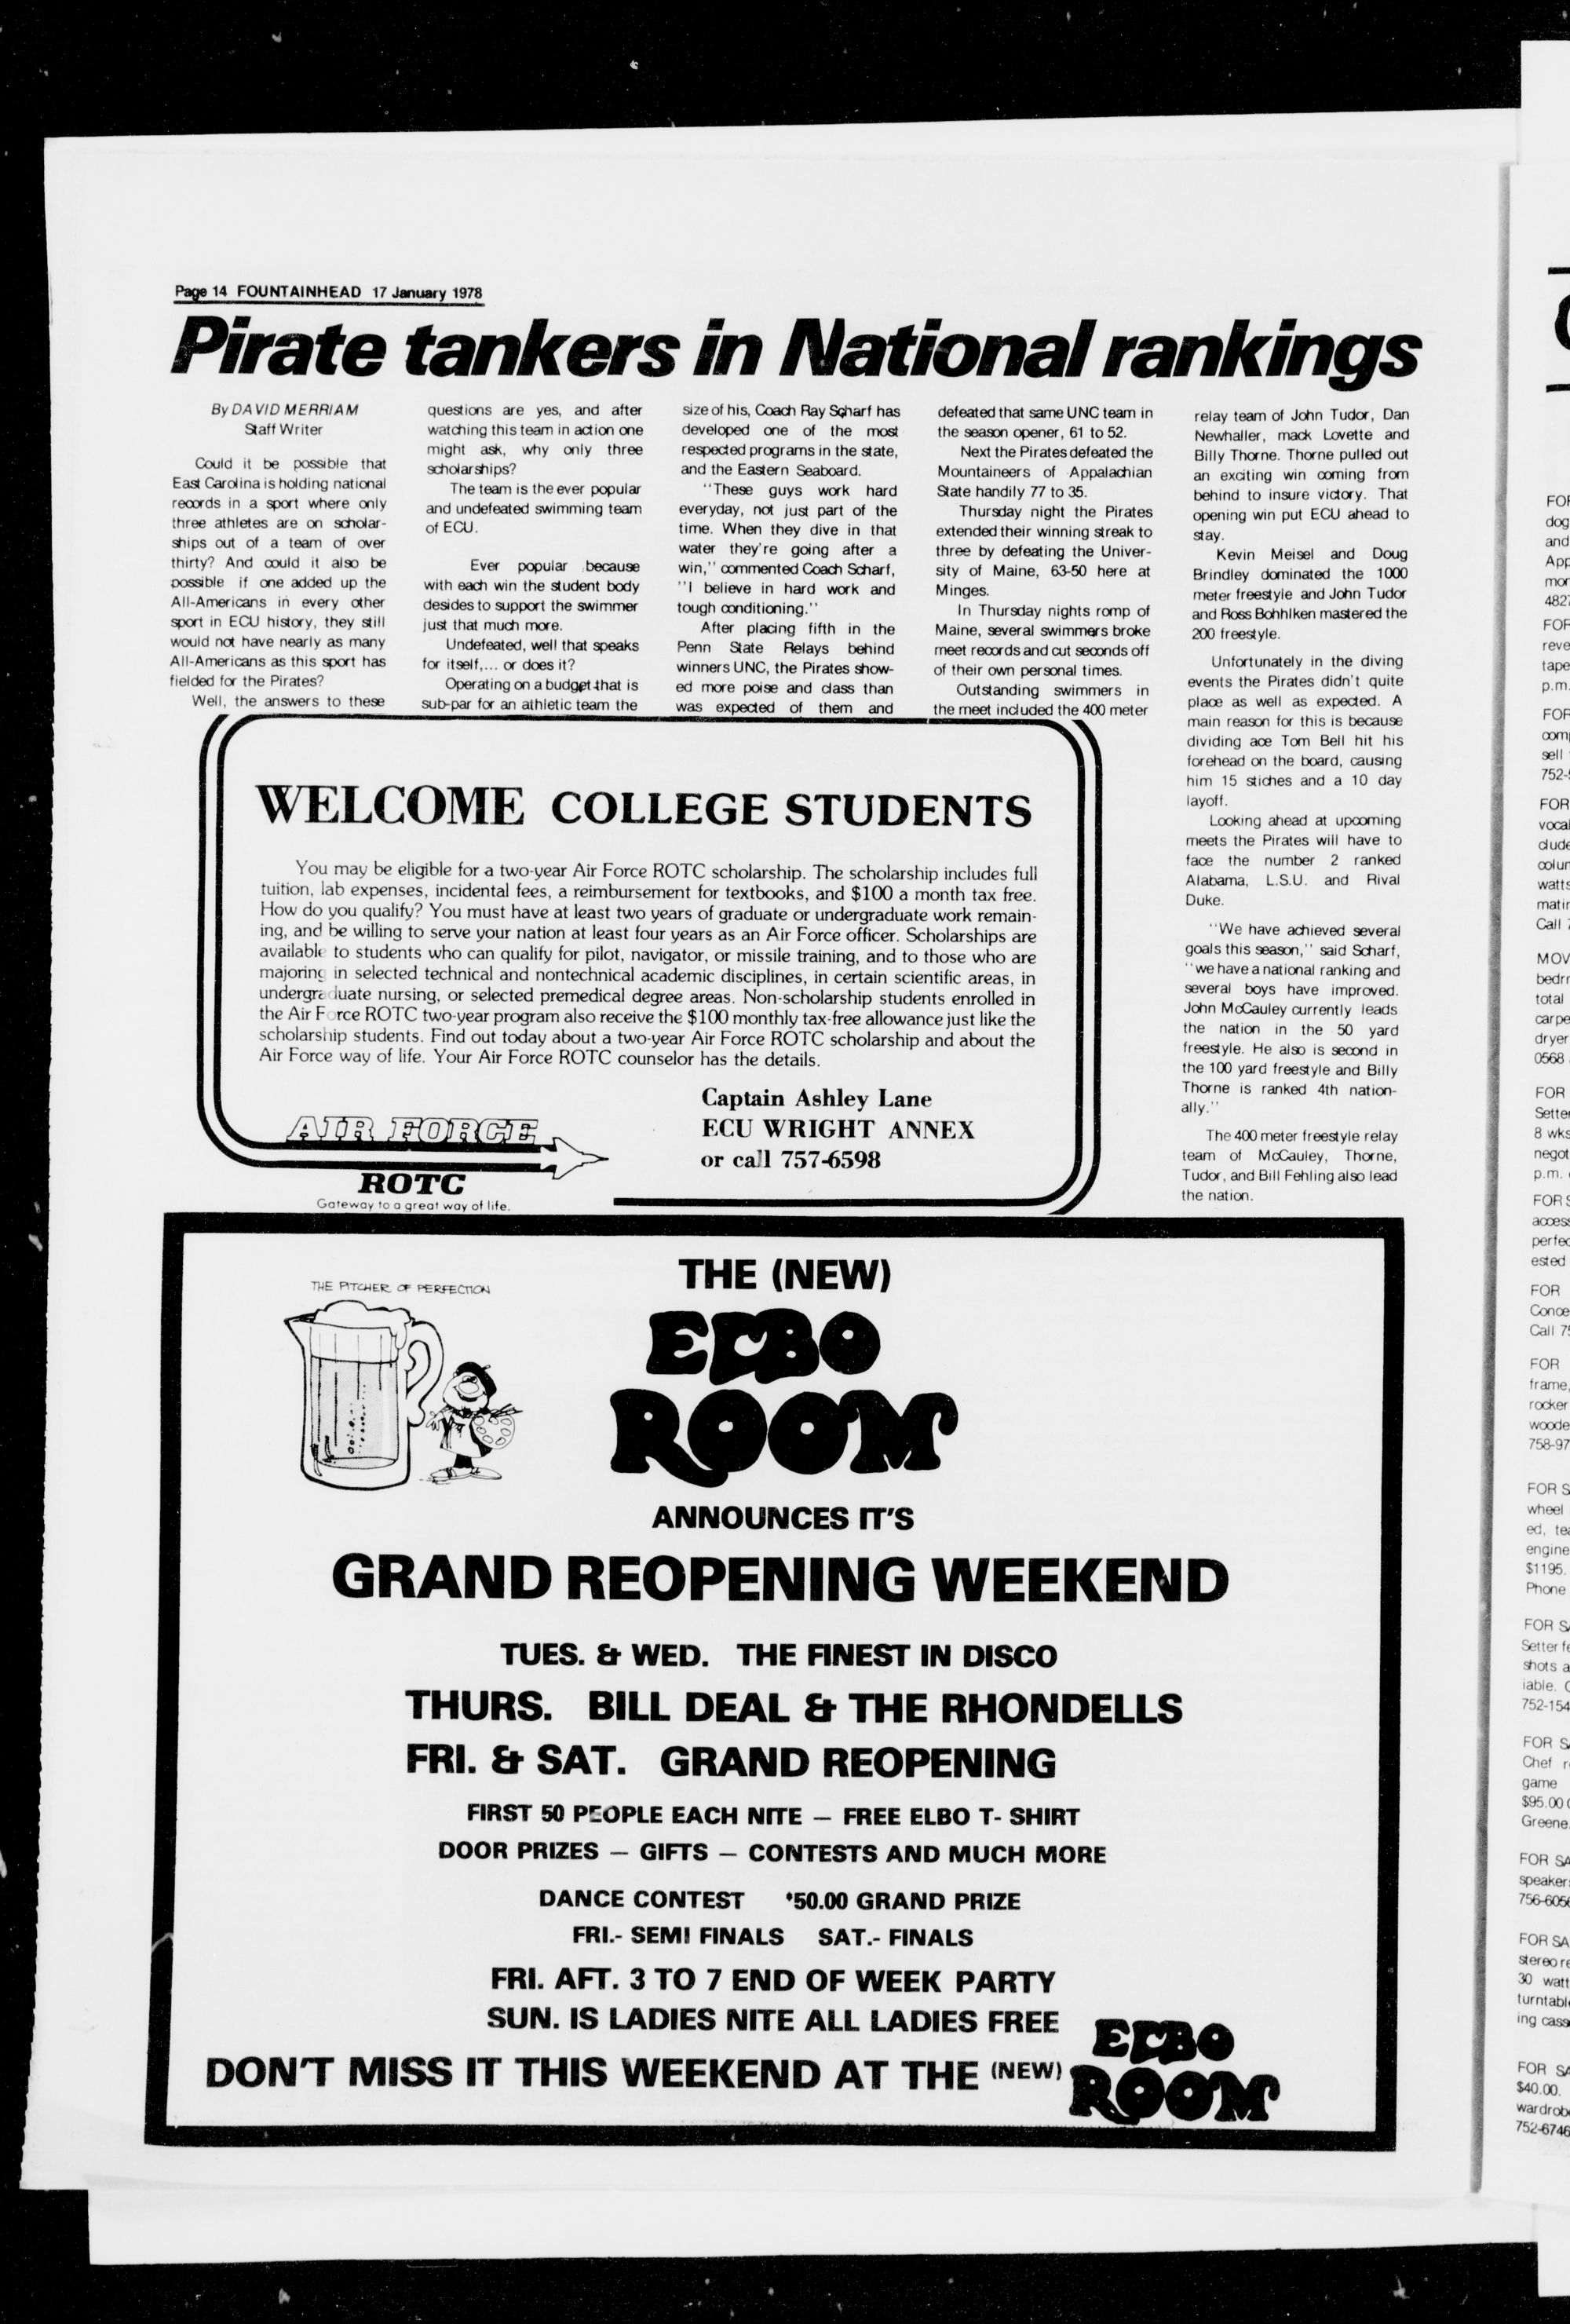 Page 14 FOUNTAINHEAD 17 January 1978
Pirate tankers in National rankings
By DAVID MERRIAM
Staff Writer
Could it be possible that
East Carolina is holding national
records in a sport where only
three athletes are on scholar-
ships out of a team of over
thirty? And could it also be
possible if one added up the
All-Americans in every other
sport in ECU history, they still
would not have nearly as many
All-Americans as this sport has
fielded for the Pirates?
Well, the answers to these
questions are yes, and after
watching this team in action one
might ask, why only three
scholarships?
The team is the ever popular
and undefeated swimming team
of ECU.
Ever popular because
with each win the student body
desides to support the swimmer
just that much more.
Undefeated, well that speaks
for itself,... or does it?
Operating on a budget that is
sub-par for an athletic team the
size of his, Coach Ray Scharf has
developed one of the most
respected programs in the state,
and the Eastern Seaboard.
"These guys work hard
everyday, not just part of the
time. When they dive in that
water they're going after a
win," commented Coach Scharf,
"I believe in hard work and
tough conditioning."
After placing fifth in the
Penn State Relays behind
winners UNC, the Pirates show-
ed more poise and class than
was expected of them and
defeated that same UNC team in
the season opener, 61 to 52.
Next the Pirates defeated the
Mountaineers of Appalachian
State handily 77 to 35.
Thursday night the Pirates
extended their winning streak to
three by defeating the Univer-
sity of Maine, 63-50 here at
Minges.
In Thursday nights romp of
Maine, several swimmers broke
meet records and cut seconds off
of their own personal times.
Outstanding swimmers in
the meet included the 400 meter
relay team of John Tudor, Dan
Newhaller, mack Lovette and
Billy Thorne. Thorne pulled out
an exciting win coming from
behind to insure victory. That
opening win put ECU ahead to
stay.
Kevin Meisel and Doug
Brindley dominated the 1000
meter freestyle and John Tudor
and Ross Bohhlken mastered the
200 freestyle.
Unfortunately in the diving
events the Pirates didn't quite
place as well as expected. A
main reason for this is because
dividing ace Tom Bell hit his
forehead on the board, causing
him 15 stiches and a 10 day
layoff.
Looking ahead at upcoming
meets the Pirates will have to
face the number 2 ranked
Alabama, L.S.U. and Rival
Duke.
"We have achieved several
goals this season," said Scharf,
"we have a national ranking and
several boys have improved.
John McCauley currently leads
the nation in the 50 yard
freestyle. He also is second in
the 100 yard freestyle and Billy
Thorne is ranked 4th nation-
ally."
The 400 meter freestyle relay
team of McCauley, Thorne,
Tudor, and Bill Fehling also lead
the nation.
WELCOME COLLEGE STUDENTS
You may be eligible for a two-year Air Force ROTC scholarship. The scholarship includes full
tuition, lab expenses, incidental fees, a reimbursement for textbooks, and $100 a month tax free.
How do you qualify? You must have at least two years of graduate or undergraduate work remain-
ing, and be willing to serve your nation at least four years as an Air Force officer. Scholarships are
available to students who can qualify for pilot, navigator, or missile training, and to those who are
majoring in selected technical and nontechnical academic disciplines, in certain scientific areas, in
undergraduate nursing, or selected premedical degree areas. Non-scholarship students enrolled in
the Air Force ROTC two-year program also receive the $100 monthly tax-free allowance just like the
scholarship students. Find out today about a two-year Air Force ROTC scholarship and about the
Air Force way of life. Your Air Force ROTC counselor has the details.
Captain Ashley Lane
ECU WRIGHT ANNEX
or call 757-6598
AIR FORCE
ROTC
Gateway to a great way of life.
THE PITCHER OF PERFECTION
THE (NEW)
ELBO
ROOM
ANNOUNCES IT'S
GRAND REOPENING WEEKEND
TUES. & WED. THE FINEST IN DISCO
THURS. BILL DEAL & THE RHONDELLS
FRI. & SAT. GRAND REOPENING
FIRST 50 PEOPLE EACH NITE — FREE ELBO T- SHIRT
DOOR PRIZES — GIFTS — CONTESTS AND MUCH MORE
DANCE CONTEST $50.00 GRAND PRIZE
FRI.- SEMI FINALS SAT.- FINALS
FRI. AFT. 3 TO 7 END OF WEEK PARTY
SUN. IS LADIES NITE ALL LADIES FREE
DON'T MISS IT THIS WEEKEND AT THE (NEW) ELBO
ROOM